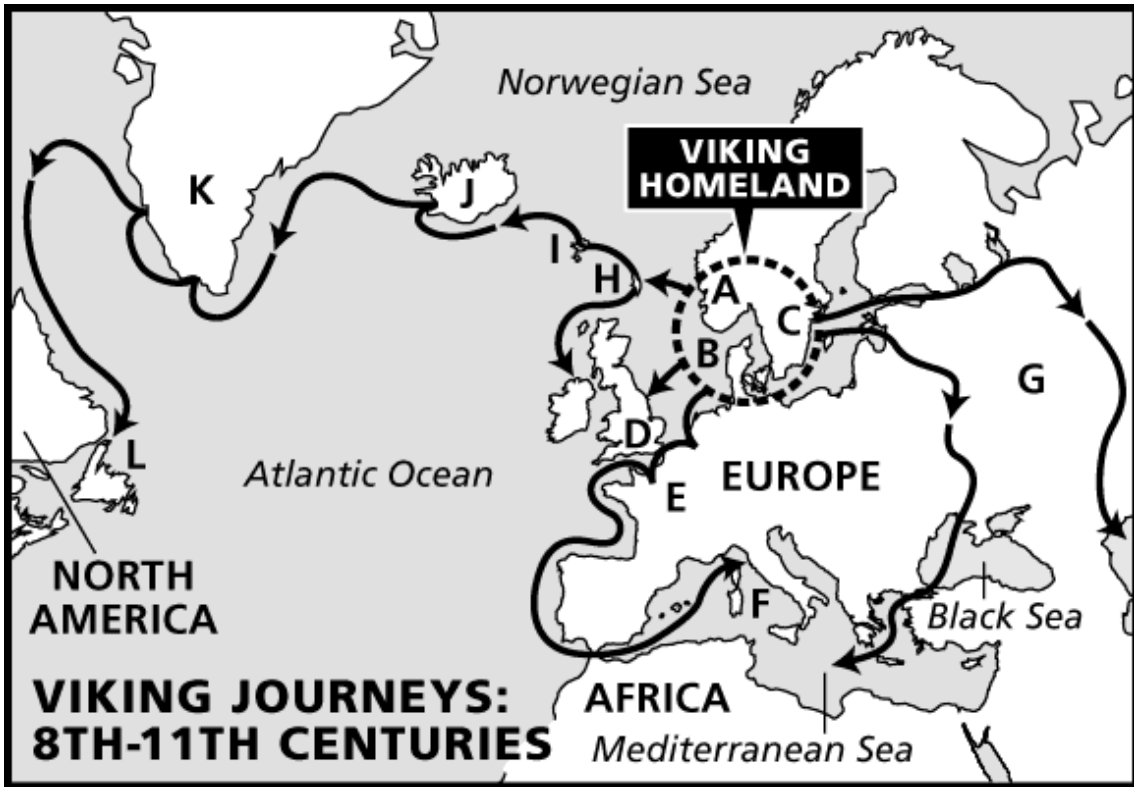 Norwegian Sea
VIKING
HOMELAND
K
J
I
H
A
C
B
G
D
L
Atlantic Ocean
E
EUROPE
NORTH
AMERICA
F
Black Sea
VIKING JOURNEYS:
8TH-11TH CENTURIES
AFRICA
Mediterranean Sea